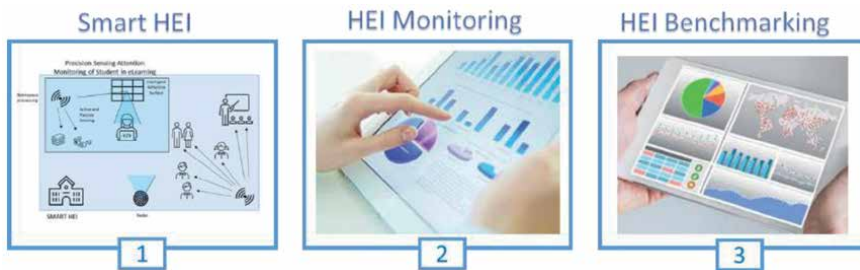 Smart HEI
HEI Monitoring
HEI Benchmarking
Precision Sensing Attention
Monitoring of Student in eLearning
SMART HEI
1
2
3